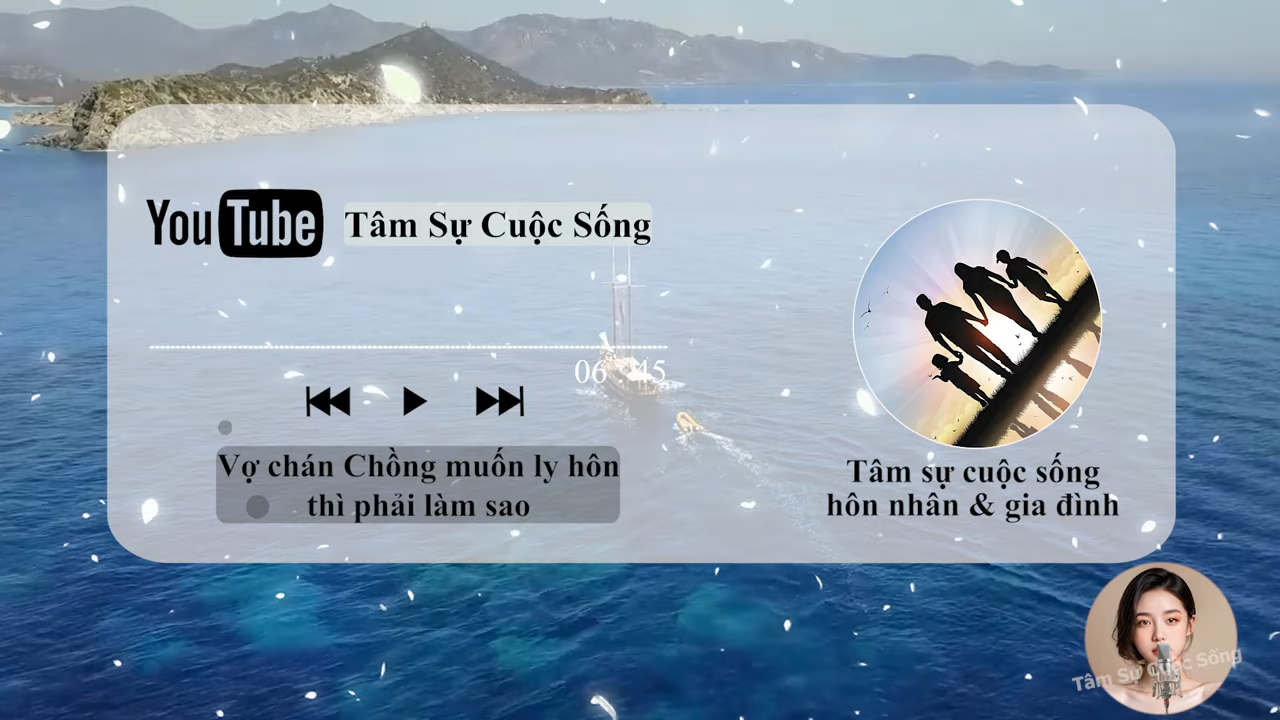 YouTube
Tâm Sự Cuộc Sống
06 45
Vợ chán Chồng muốn ly hôn
thì phải làm sao
Tâm sự cuộc sống
hôn nhân & gia đình
Tâm Sự Cuộc Sống